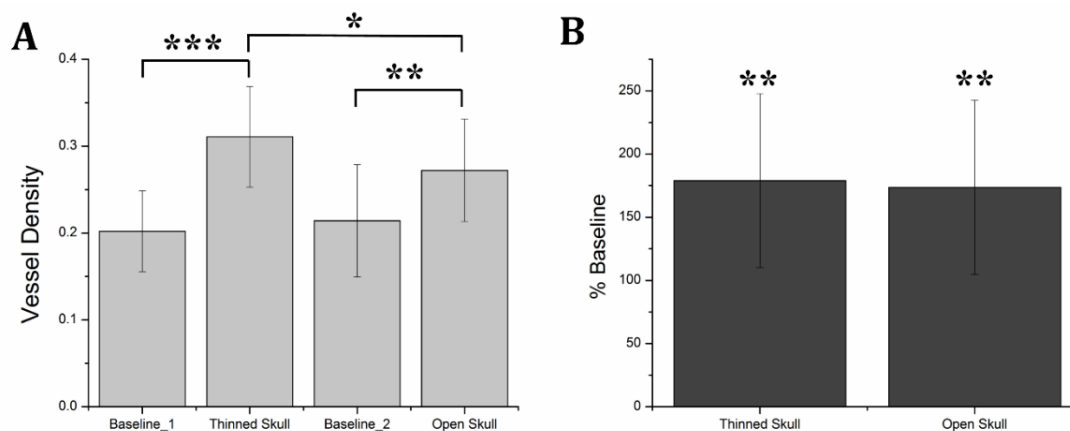 A
***
*
**
Vessel Density
0.4
0.3
0.2
0.1
0.0
Baseline_1 Thinned Skull Baseline_2 Open Skull
B
** **
% Baseline
250
200
150
100
50
0
Thinned Skull Open Skull